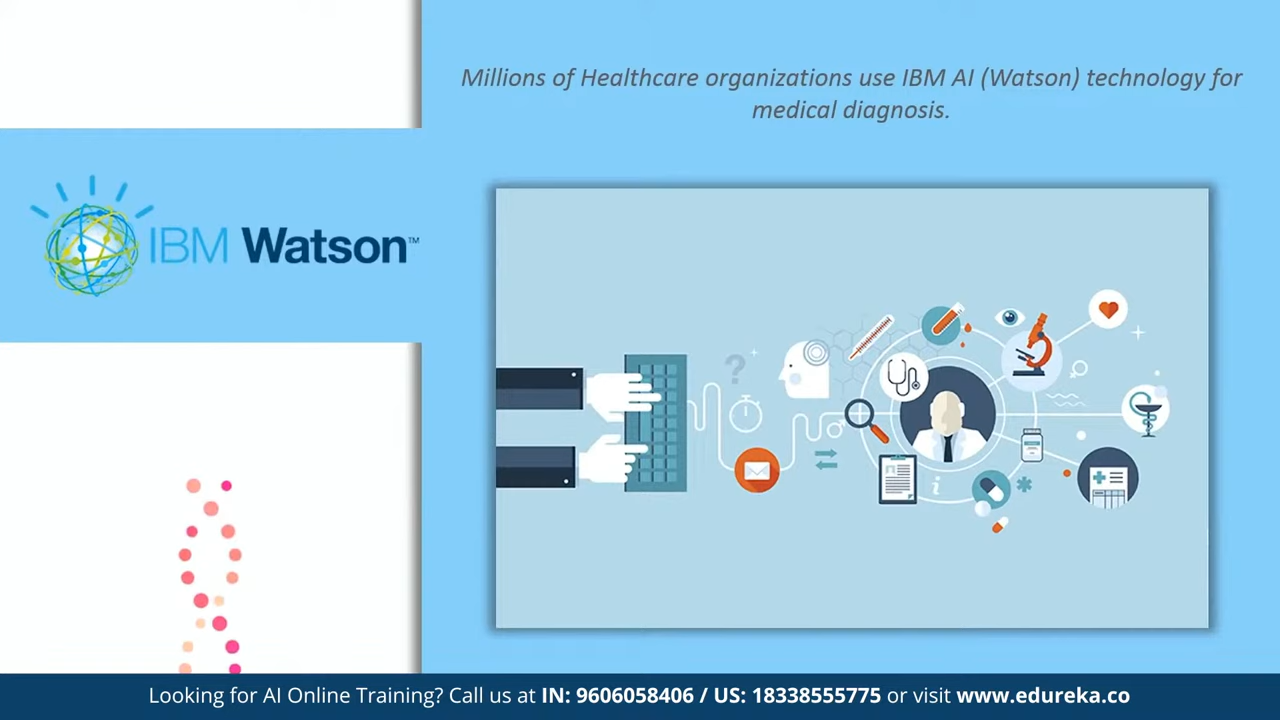 Millions of Healthcare organizations use IBM AI (Watson) technology for
medical diagnosis.
IBM Watson™
?
i
Looking for AI Online Training? Call us at IN: 9606058406 / US: 18338555775 or visit www.edureka.co